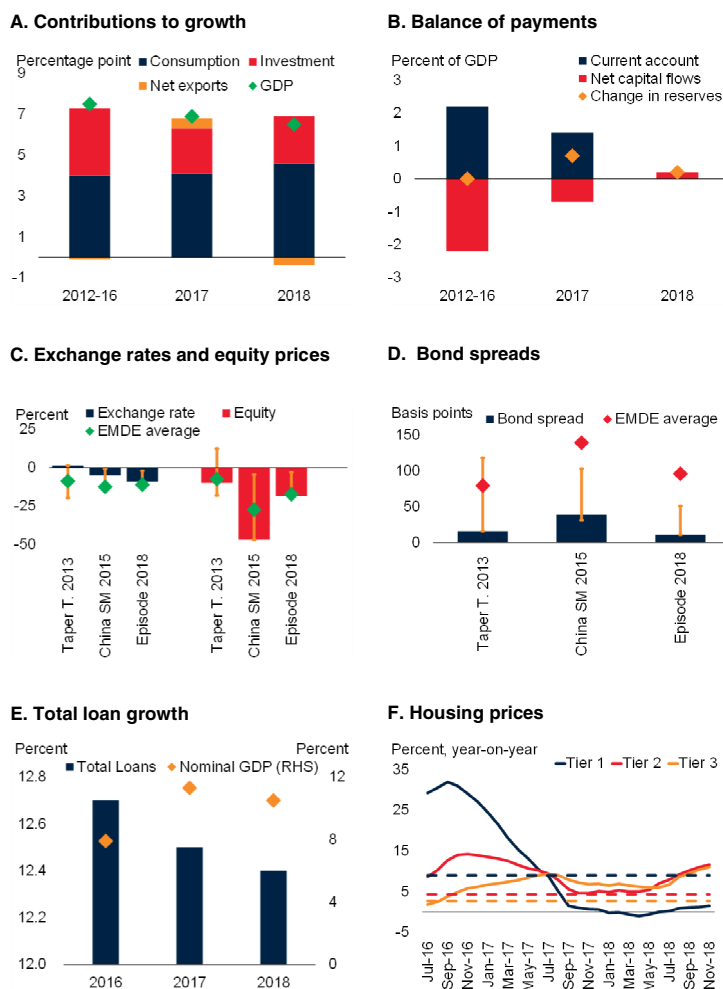 A. Contributions to growth
Percentage point
Consumption
Investment
Net exports
GDP
9
7
5
3
1
-1
2012-16
2017
2018
B. Balance of payments
Percent of GDP
Current account
Net capital flows
Change in reserves
3
2
1
0
-1
-2
-3
2012-16
2017
2018
C. Exchange rates and equity prices
Percent
Exchange rate
Equity
EMDE average
25
0
-25
-50
Taper T. 2013
China SM 2015
Episode 2018
Taper T. 2013
China SM 2015
Episode 2018
D. Bond spreads
Basis points
Bond spread
EMDE average
150
100
50
0
Taper T. 2013
China SM 2015
Episode 2018
E. Total loan growth
Percent
Percent
Total Loans
Nominal GDP (RHS)
12.8
12.6
12.4
12.2
12.0
12
8
4
0
2016
2017
2018
F. Housing prices
Percent, year-on-year
Tier 1
Tier 2
Tier 3
35
25
15
5
-5
Jul-16
Sep-16
Nov-16
Jan-17
Mar-17
May-17
Jul-17
Sep-17
Nov-17
Jan-18
Mar-18
May-18
Jul-18
Sep-18
Nov-18